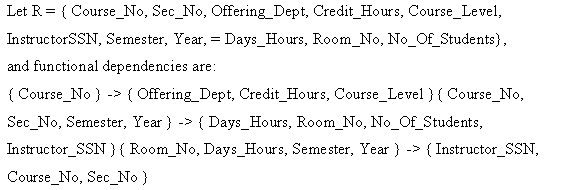 Let R = { Course_No, Sec_No, Offering_Dept, Credit_Hours, Course_Level,
InstructorSSN, Semester, Year, = Days_Hours, Room_No, No_Of_Students},
and functional dependencies are:
{ Course_No } -> { Offering_Dept, Credit_Hours, Course_Level }{ Course_No,
Sec_No, Semester, Year } -> { Days_Hours, Room_No, No_Of_Students,
Instructor_SSN }{ Room_No, Days_Hours, Semester, Year } -> { Instructor_SSN,
Course_No, Sec_No }